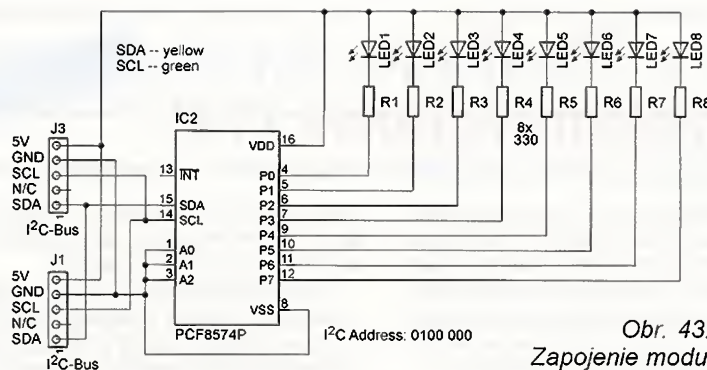 SDA -- yellow
SCL -- green
LED1
LED2
LED3
LED4
LED5
LED6
LED7
LED8
R1
R2
R3
R4
R5
R6
R7
R8
8x
330
IC2
J3
5V
GND
SCL
N/C
SDA
1
I²C-Bus
J1
5V
GND
SCL
N/C
SDA
1
I²C-Bus
13 INT
15 SDA
14 SCL
1 A0
2 A1
3 A2
VDD 16
P0 4
P1 5
P2 6
P3 7
P4 9
P5 10
P6 11
P7 12
VSS 8
PCF8574P
I²C Address: 0100 000
Obr. 43.
Zapojenie modu